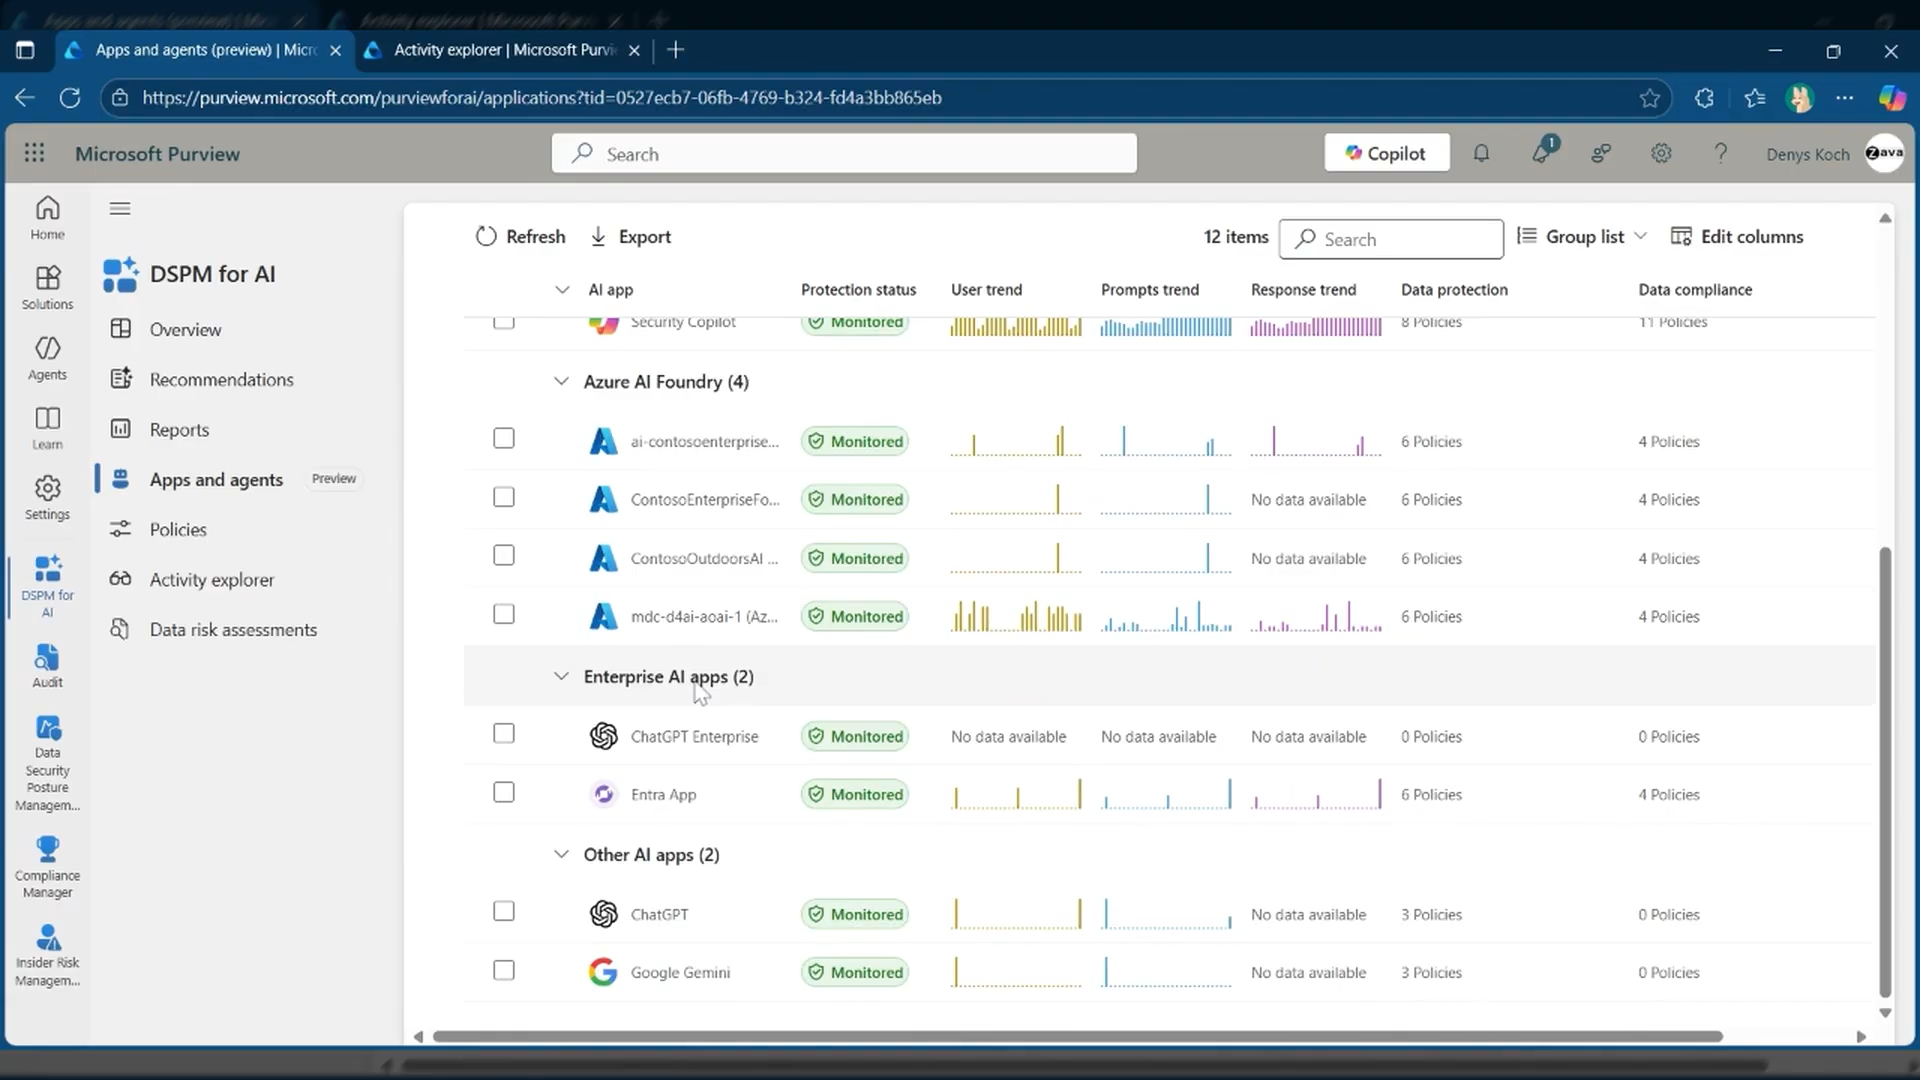 Apps and agents (preview) | Micr
Activity explorer | Microsoft Purvi
https://purview.microsoft.com/purviewforai/applications?tid=0527ecb7-06fb-4769-b324-fd4a3bb865eb
Microsoft Purview
Search
Copilot
1
Denys Koch
zava
Home
Solutions
Agents
Learn
Settings
DSPM for
AI
Audit
Data
Security
Posture
Managem...
Compliance
Manager
Insider Risk
Managem...
DSPM for AI
Overview
Recommendations
Reports
Apps and agents Preview
Policies
Activity explorer
Data risk assessments
Refresh Export 12 items Search Group list Edit columns
AI app Protection status User trend Prompts trend Response trend Data protection Data compliance
Security Copilot Monitored 8 Policies 11 Policies
Azure AI Foundry (4)
ai-contosoenterprise... Monitored 6 Policies 4 Policies
ContosoEnterpriseFo... Monitored No data available 6 Policies 4 Policies
ContosoOutdoorsAI ... Monitored No data available 6 Policies 4 Policies
mdc-d4ai-aoai-1 (Az... Monitored 6 Policies 4 Policies
Enterprise AI apps (2)
ChatGPT Enterprise Monitored No data available No data available No data available 0 Policies 0 Policies
Entra App Monitored 6 Policies 4 Policies
Other AI apps (2)
ChatGPT Monitored No data available 3 Policies 0 Policies
Google Gemini Monitored No data available 3 Policies 0 Policies